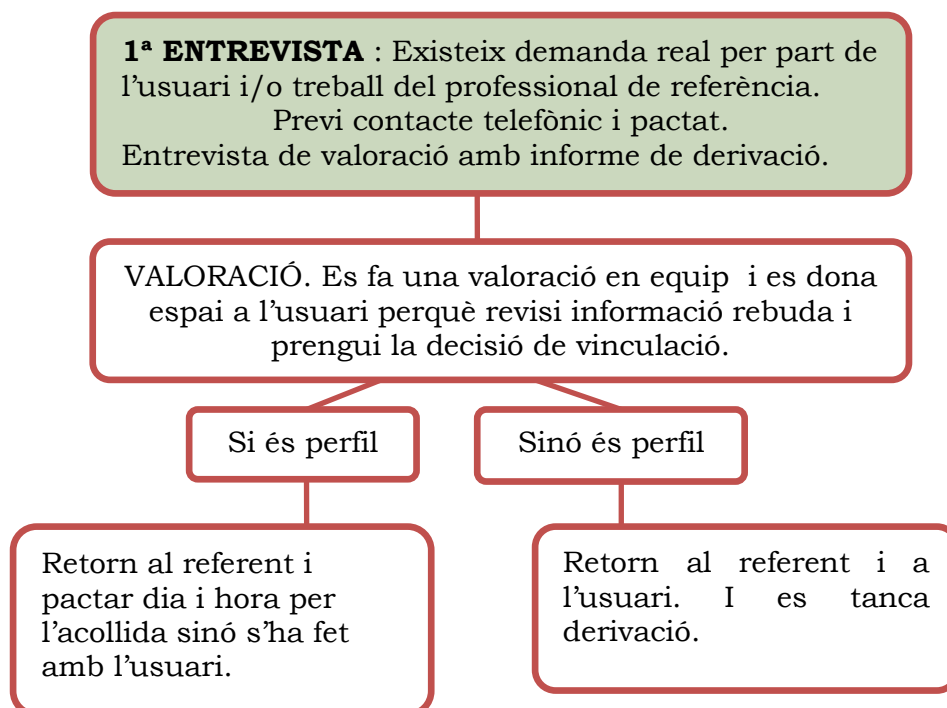 1ª ENTREVISTA : Existeix demanda real per part de
l’usuari i/o treball del professional de referència.
Previ contacte telefònic i pactat.
Entrevista de valoració amb informe de derivació.
VALORACIÓ. Es fa una valoració en equip i es dona
espai a l’usuari perquè revisi informació rebuda i
prengui la decisió de vinculació.
Si és perfil
Sinó és perfil
Retorn al referent i
pactar dia i hora per
l’acollida sinó s’ha fet
amb l’usuari.
Retorn al referent i a
l’usuari. I es tanca
derivació.